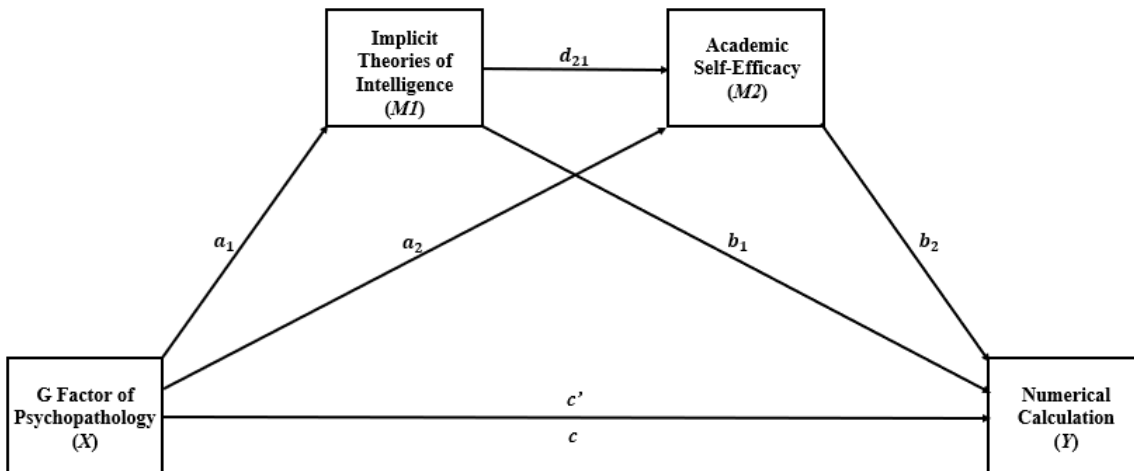 Implicit
Theories of
Intelligence
(M1)
d₂₁
Academic
Self-Efficacy
(M2)
a₁
a₂
b₁
b₂
G Factor of
Psychopathology
(X)
c’
c
Numerical
Calculation
(Y)